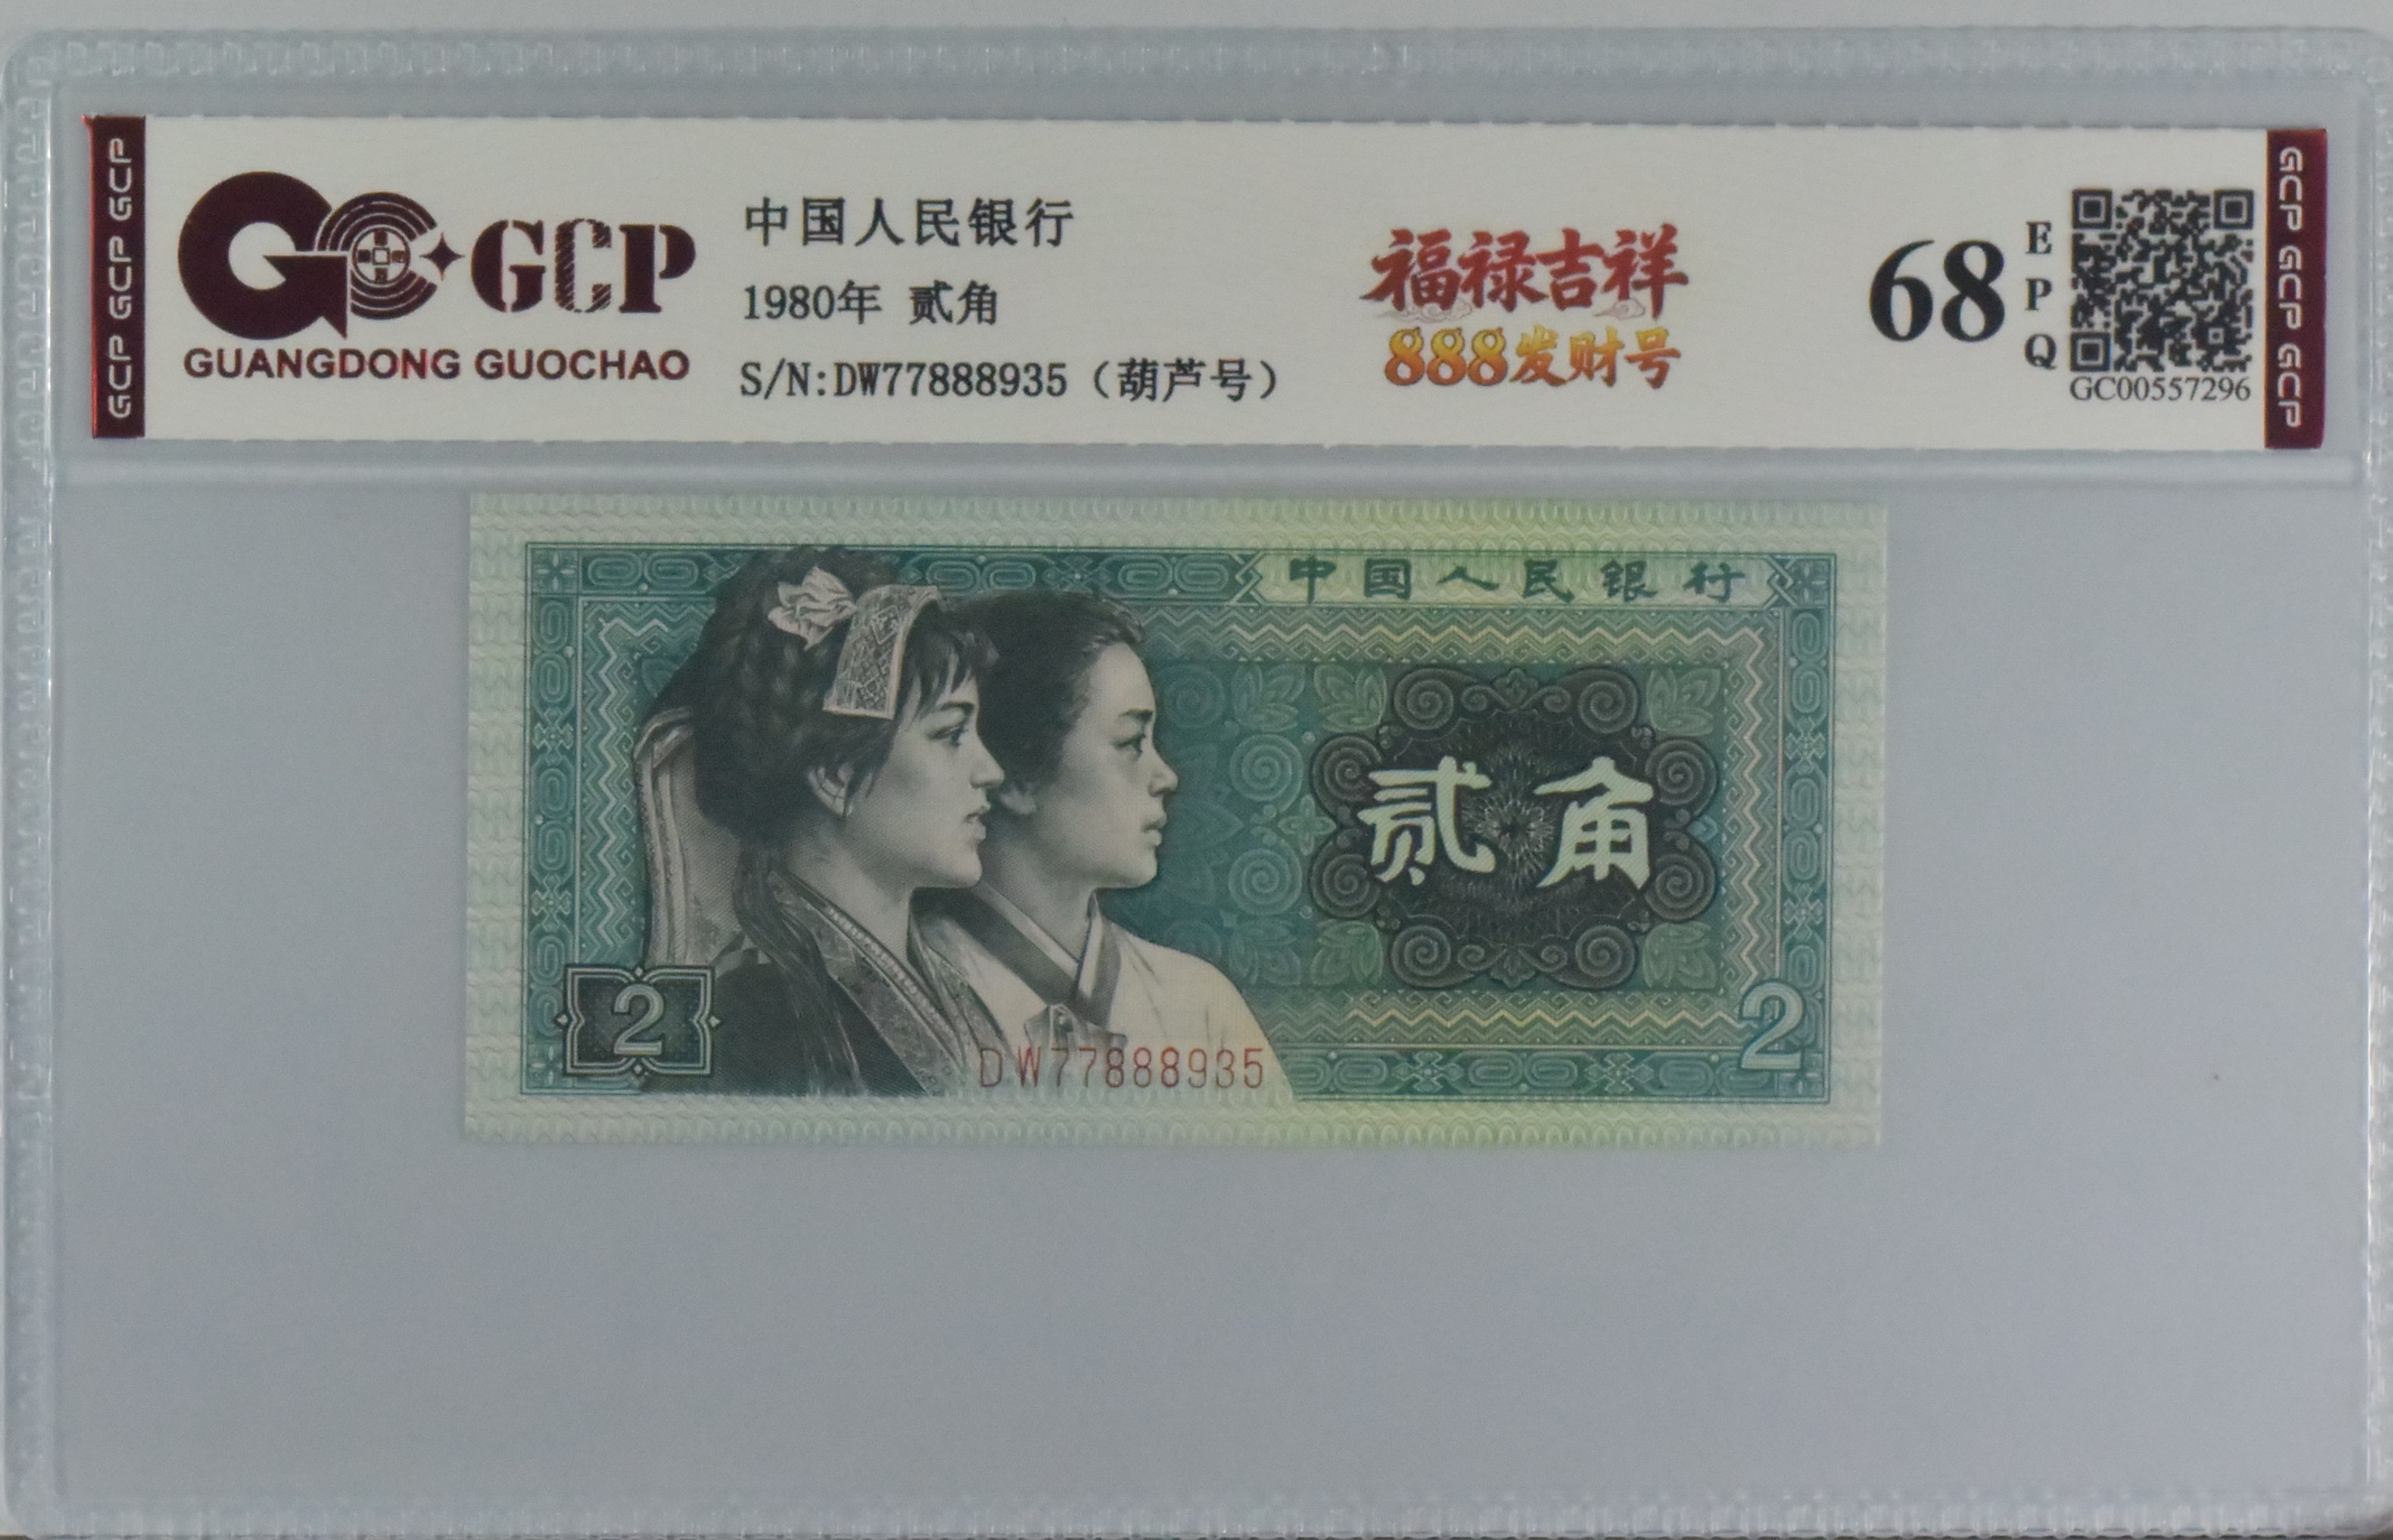 GCP GCP GCP
GCP
GUANGDONG GUOCHAO
中国人民银行
1980年 贰角
S/N:DW77888935（葫芦号）
福禄吉祥
888发财号
68
E
P
Q
GC00557296
GCP GCP GCP
中国人民银行
贰角
2
2
DW77888935